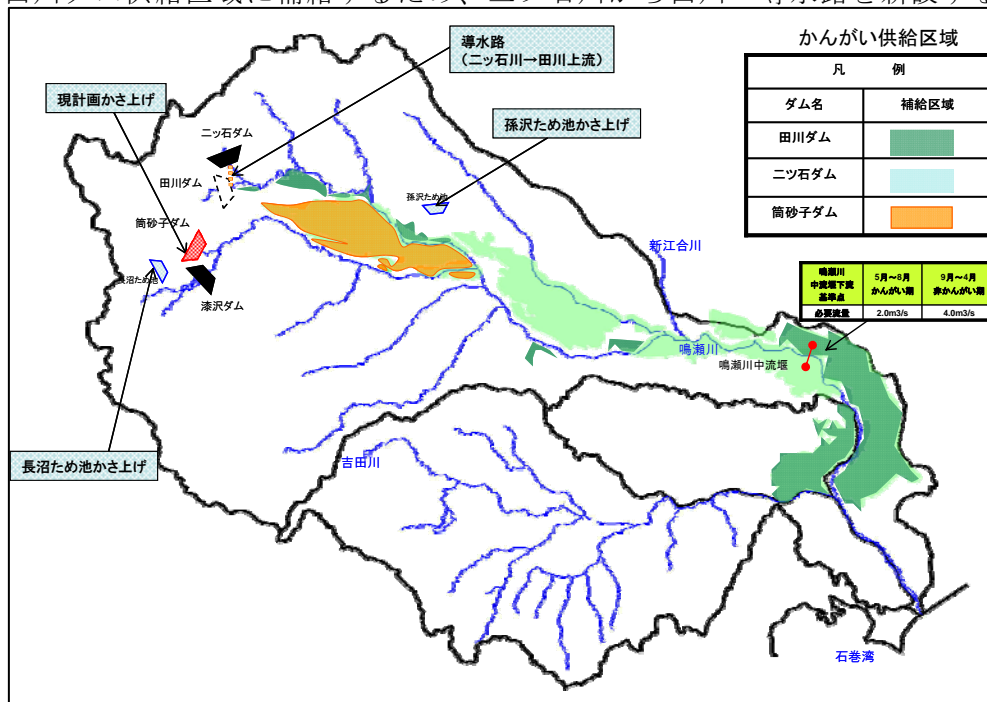 導水路
(二ッ石川→田川上流)
現計画かさ上げ
二ッ石ダム
孫沢ため池かさ上げ
田川ダム
孫沢ため池
筒砂子ダム
長沼ため池
漆沢ダム
長沼ため池かさ上げ
かんがい供給区域
凡 例
ダム名 補給区域
田川ダム
二ツ石ダム
筒砂子ダム
新江合川
鳴瀬川 中流堰下流 基準点 5月～8月 かんがい期 9月～4月 非かんがい期
必要流量 2.0m3/s 4.0m3/s
鳴瀬川
鳴瀬川中流堰
吉田川
石巻湾